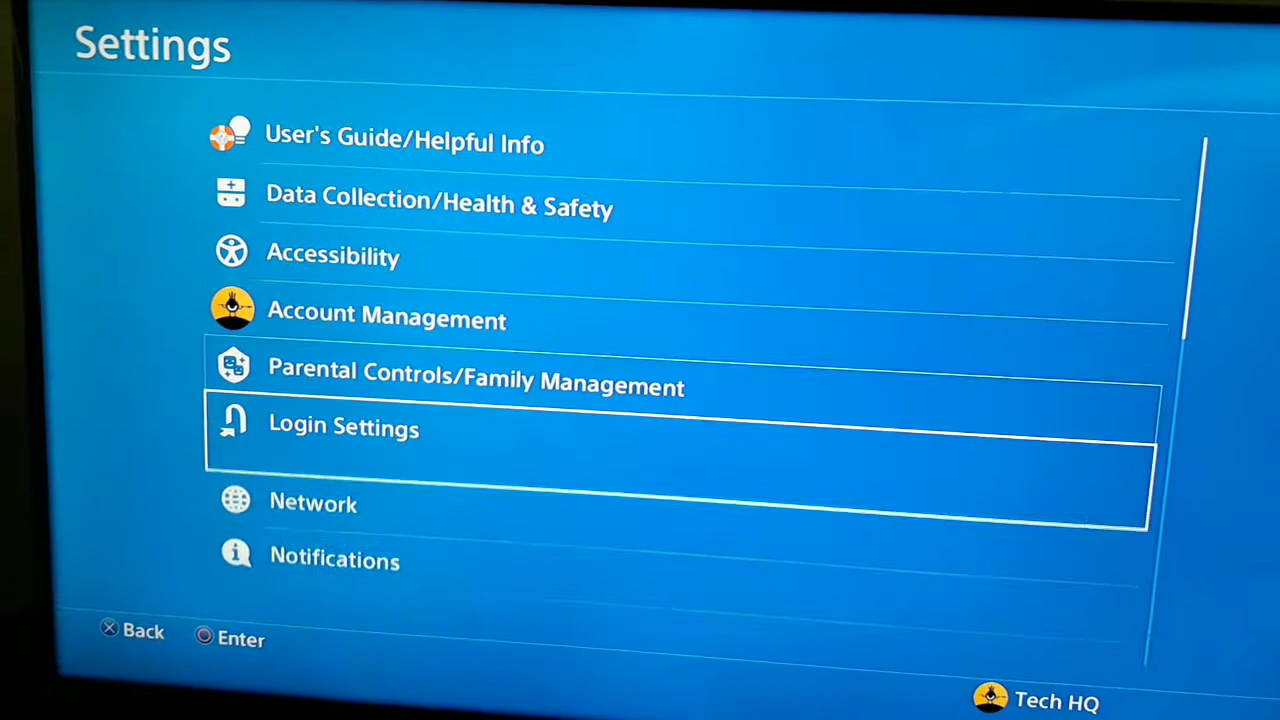 Settings
User's Guide/Helpful Info
Data Collection/Health & Safety
Accessibility
Account Management
Parental Controls/Family Management
Login Settings
Network
Notifications
Back Enter
Tech HQ